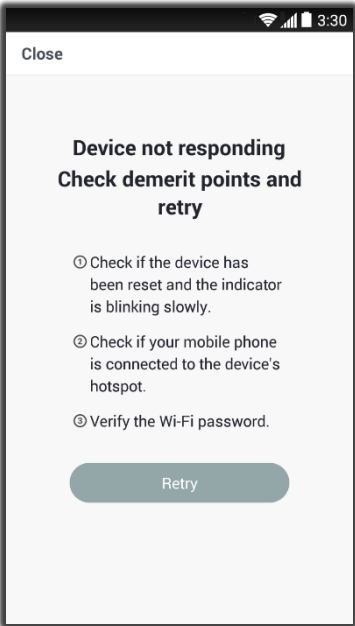 3:30
Close
Device not responding
Check demerit points and
retry
① Check if the device has
been reset and the indicator
is blinking slowly.
② Check if your mobile phone
is connected to the device's
hotspot.
③ Verify the Wi-Fi password.
Retry